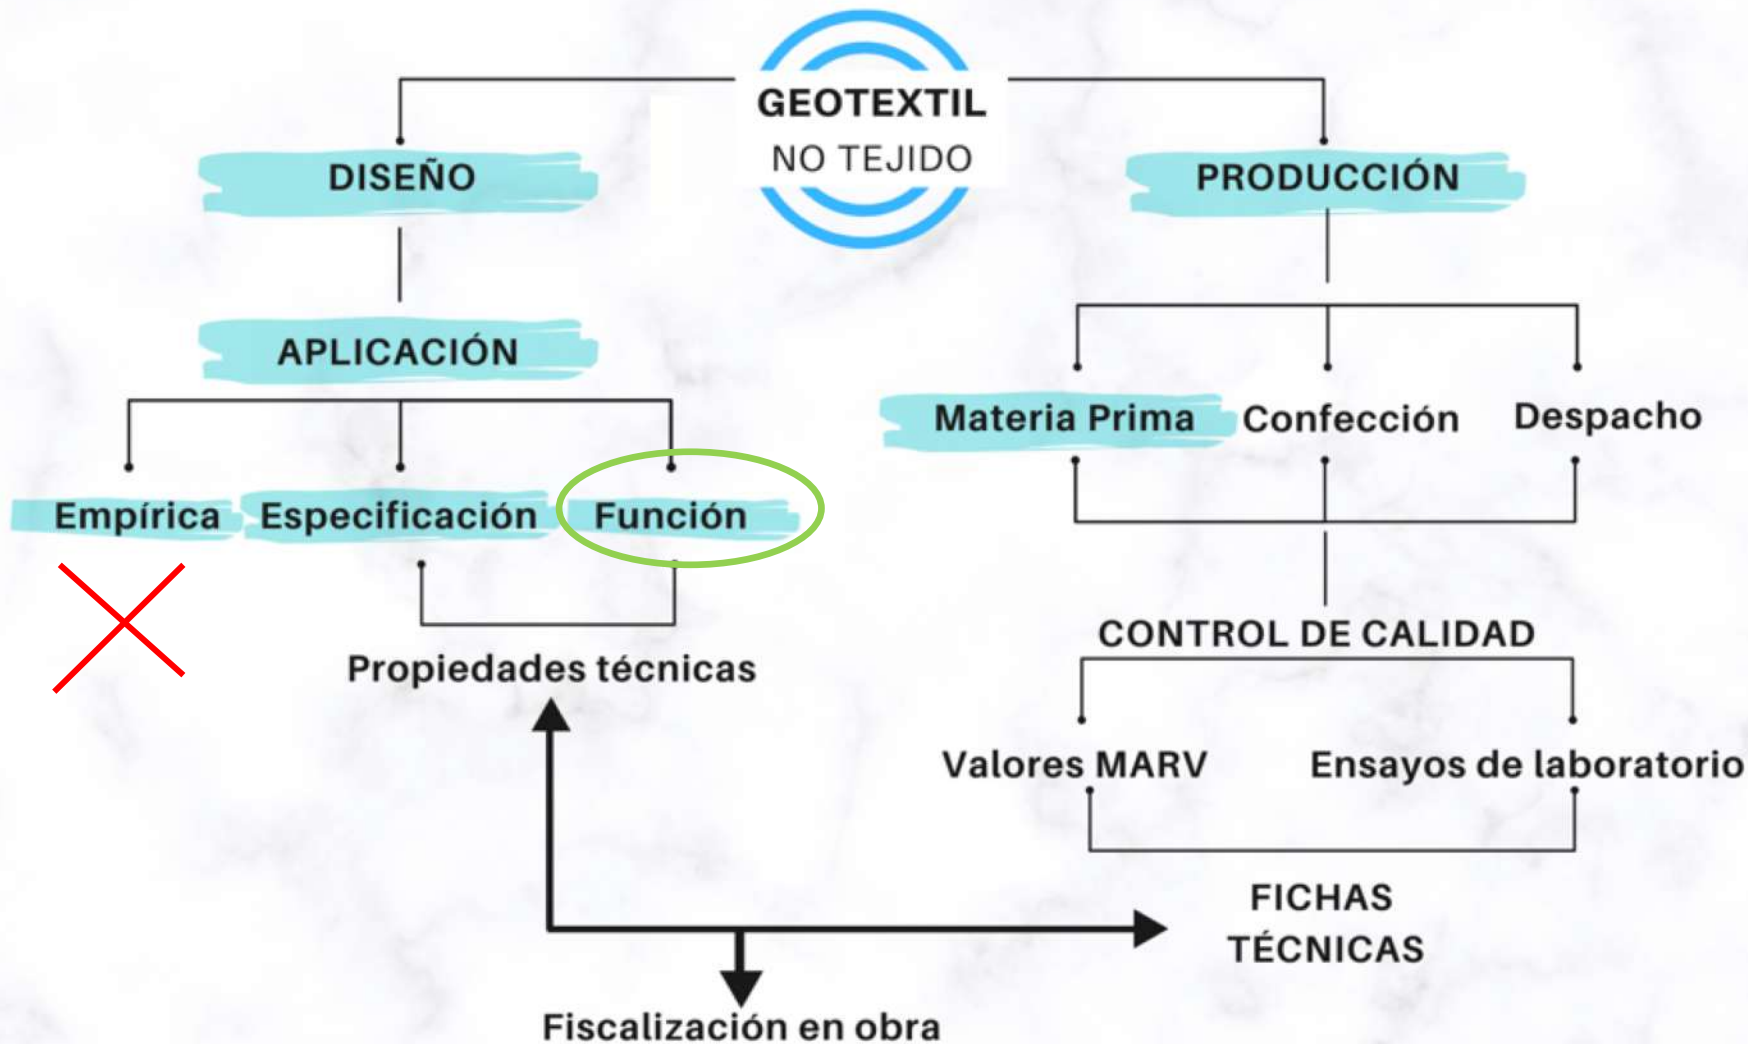 GEOTEXTIL
NO TEJIDO
DISEÑO
PRODUCCIÓN
APLICACIÓN
Materia Prima
Confección
Despacho
Empírica
Especificación
Función
Propiedades técnicas
CONTROL DE CALIDAD
Valores MARV
Ensayos de laboratorio
FICHAS
TÉCNICAS
Fiscalización en obra